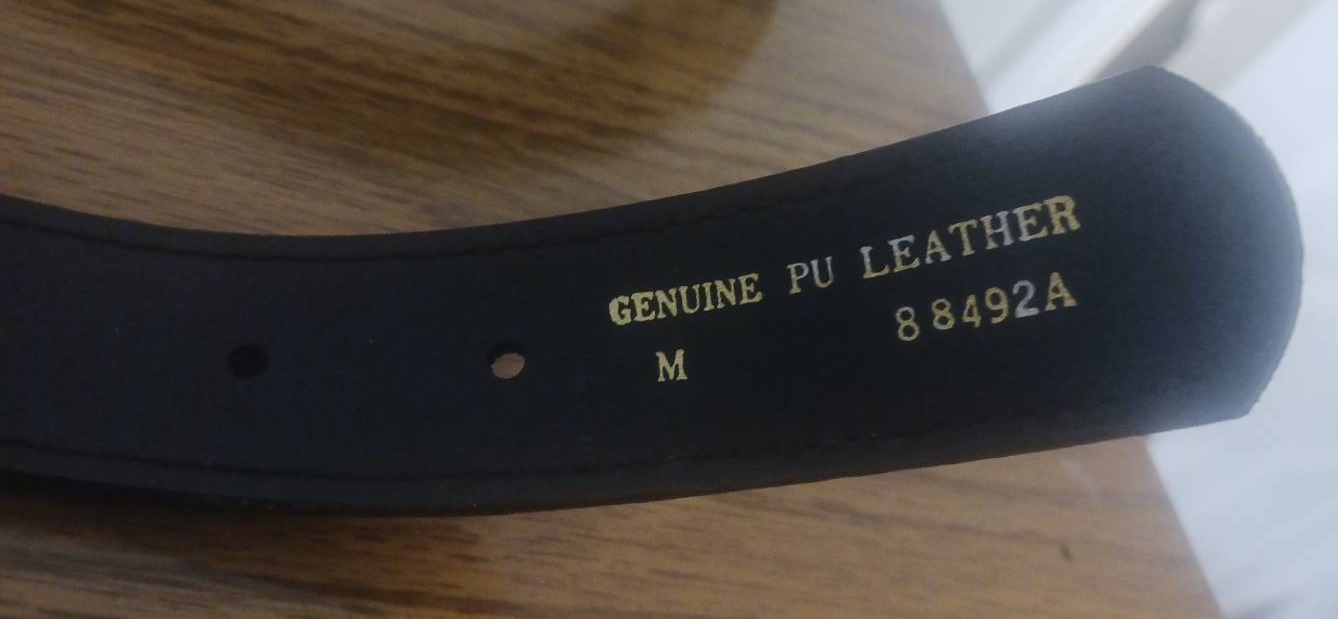 GENUINE PU LEATHER
M 88492A